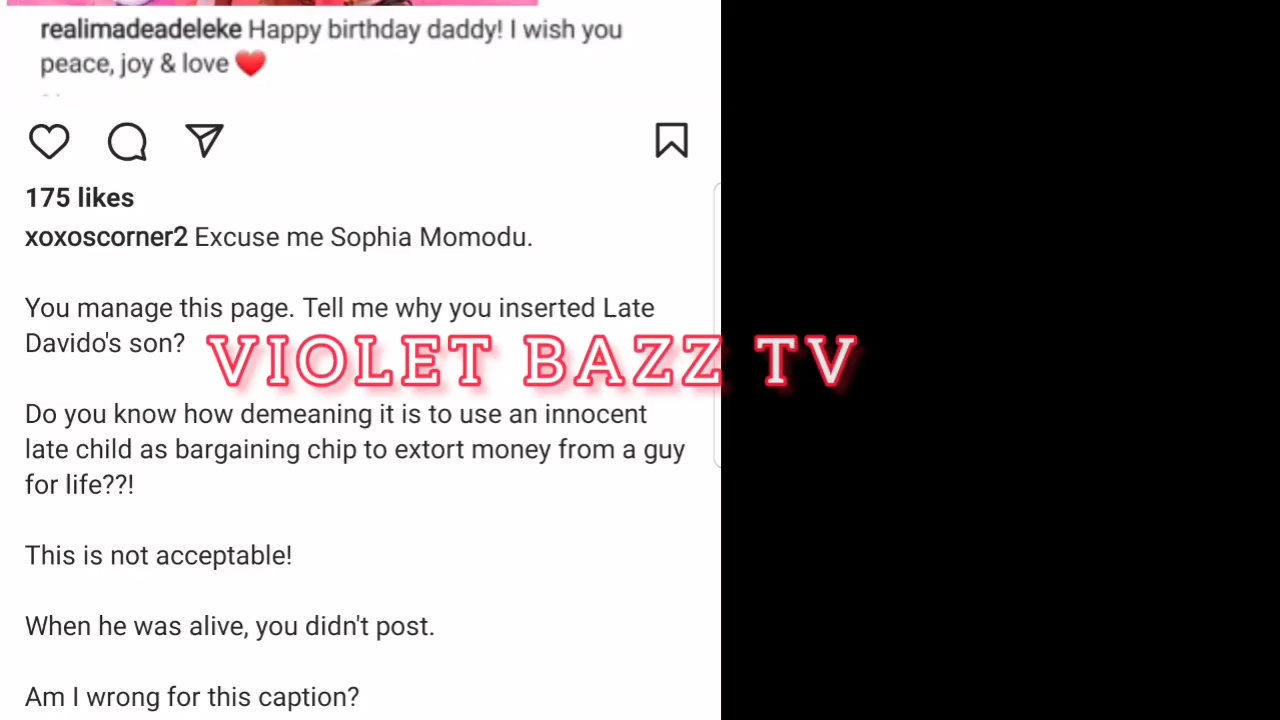 realimadeadeleke Happy birthday daddy! I wish you
peace, joy & love ❤️
175 likes
xoxoscorner2 Excuse me Sophia Momodu.
You manage this page. Tell me why you inserted Late
Davido's son?
VIOLET BAZZ TV
Do you know how demeaning it is to use an innocent
late child as bargaining chip to extort money from a guy
for life??!
This is not acceptable!
When he was alive, you didn't post.
Am I wrong for this caption?